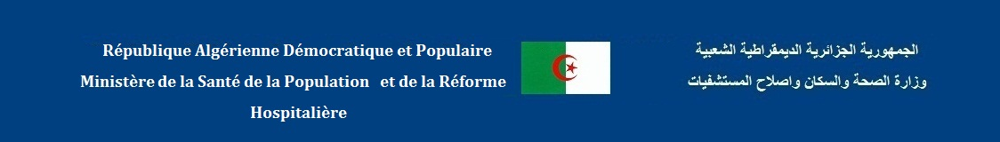 République Algérienne Démocratique et Populaire
Ministère de la Santé de la Population et de la Réforme
Hospitalière
الجمهورية الجزائرية الديمقراطية الشعبية
وزارة الصحة والسكان واصلاح المستشفيات